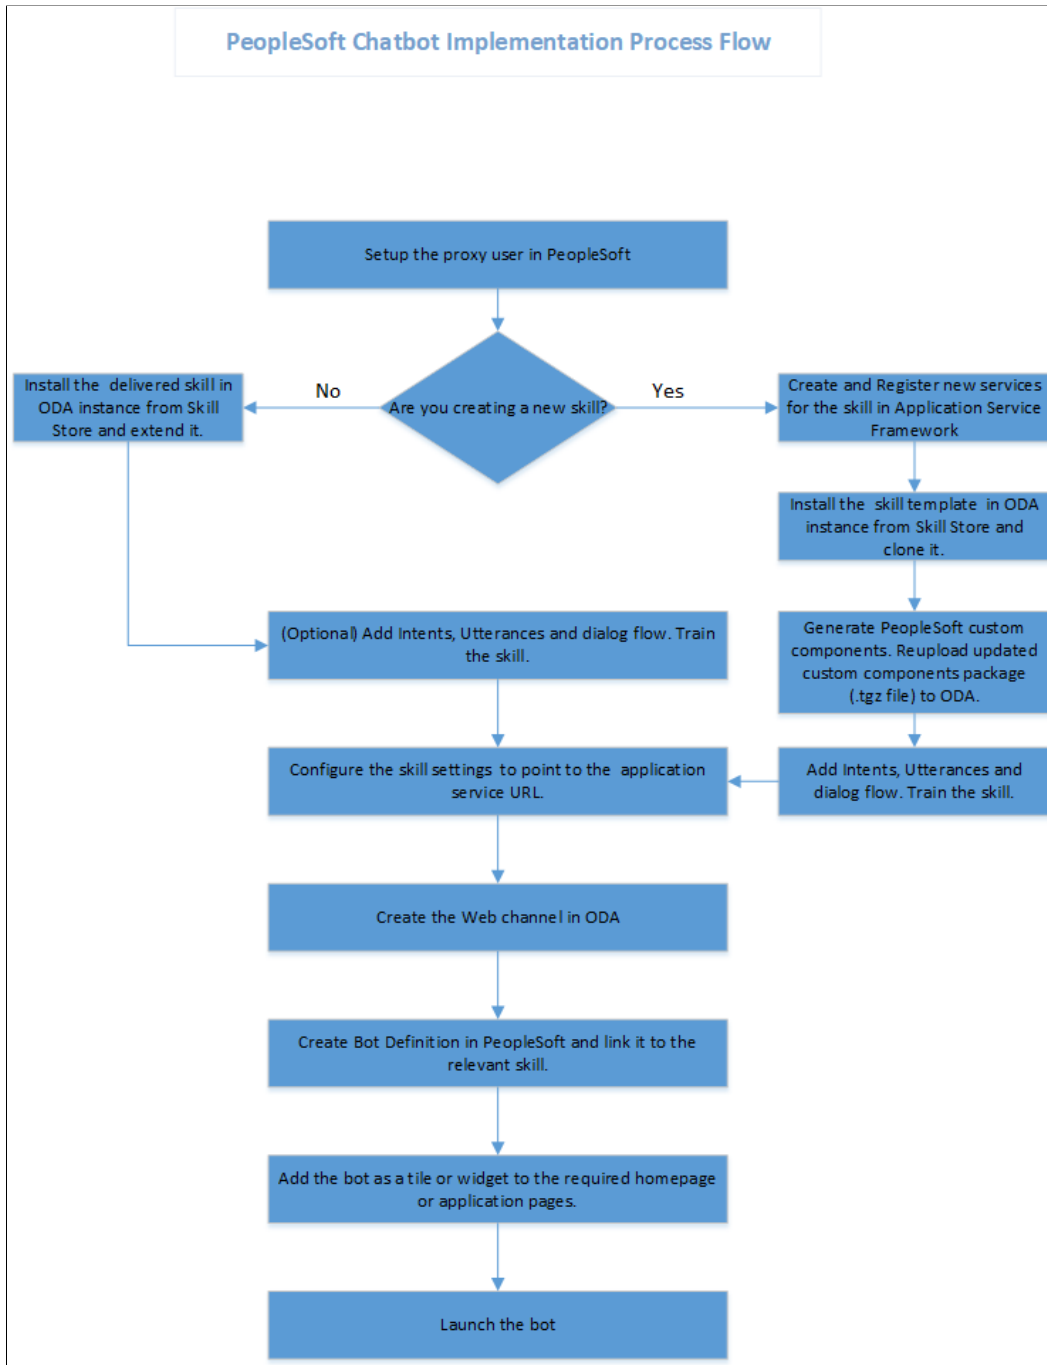 PeopleSoft Chatbot Implementation Process Flow
Setup the proxy user in PeopleSoft
Are you creating a new skill?
No
Yes
Install the delivered skill in
ODA instance from Skill
Store and extend it.
Create and Register new services
for the skill in Application Service
Framework
Install the skill template in ODA
instance from Skill Store and
clone it.
Generate PeopleSoft custom
components. Reupload updated
custom components package
(.tgz file) to ODA.
Add Intents, Utterances and
dialog flow. Train the skill.
(Optional) Add Intents, Utterances and dialog flow. Train
the skill.
Configure the skill settings to point to the application
service URL.
Create the Web channel in ODA
Create Bot Definition in PeopleSoft and link it to the
relevant skill.
Add the bot as a tile or widget to the required homepage
or application pages.
Launch the bot